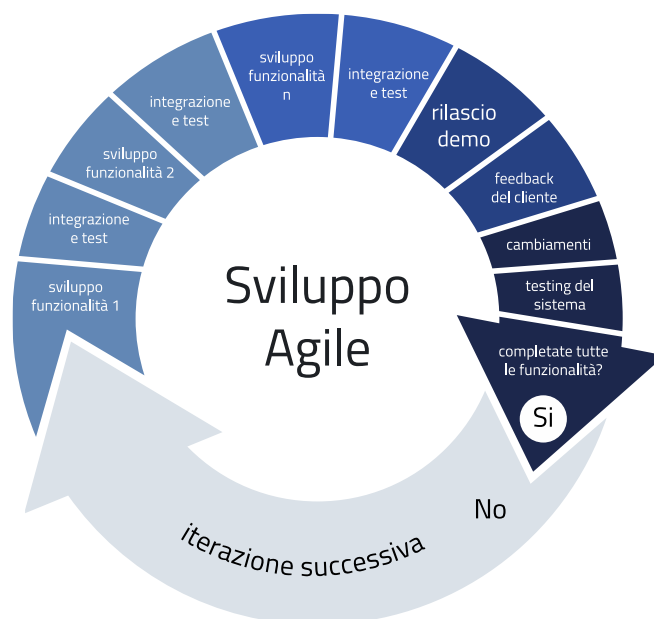 sviluppo
funzionalità 1
integrazione
e test
sviluppo
funzionalità 2
integrazione
e test
sviluppo
funzionalità
n
integrazione
e test
rilascio
demo
feedback
del cliente
cambiamenti
testing del
sistema
completate tutte
le funzionalità?
Si
No
iterazione successiva
Sviluppo
Agile